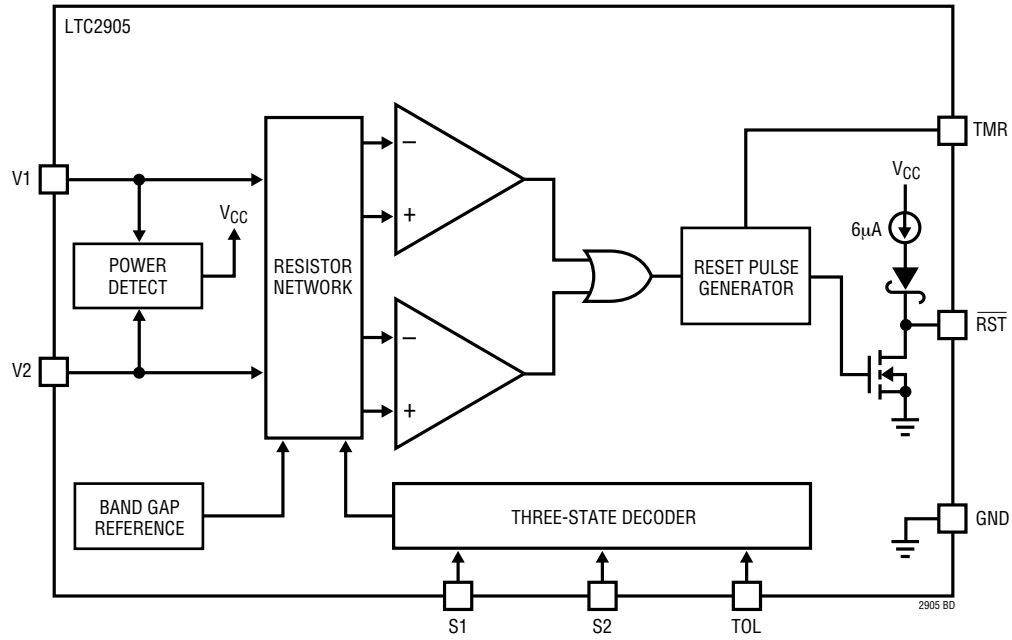 LTC2905
V1
V2
VCC
POWER
DETECT
RESISTOR
NETWORK
–
+
–
+
RESET PULSE
GENERATOR
TMR
VCC
6µA
RST
GND
BAND GAP
REFERENCE
THREE-STATE DECODER
S1
S2
TOL
2905 BD